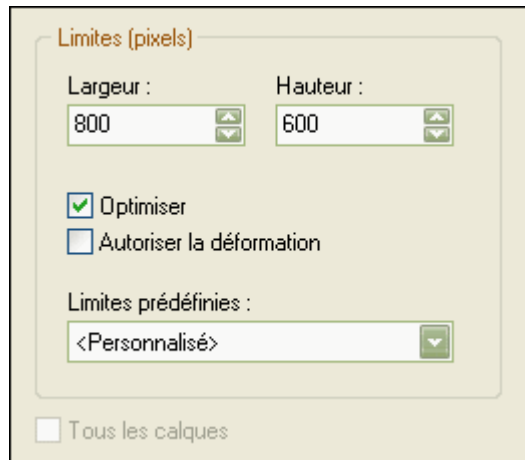 Limites (pixels)
Largeur : Hauteur :
800 600
Optimiser
Autoriser la déformation
Limites prédéfinies :
<Personnalisé>
Tous les calques